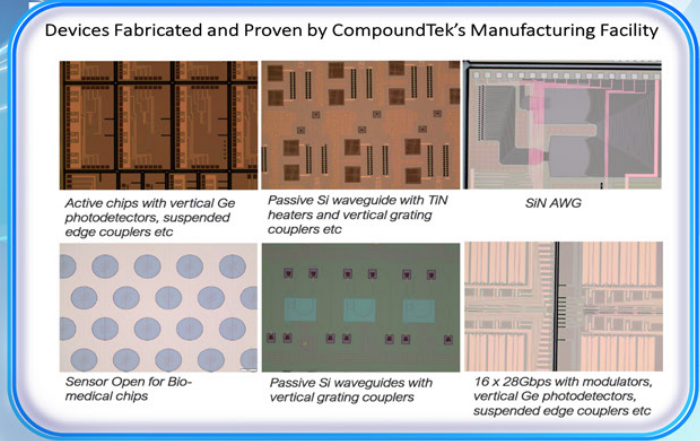 Devices Fabricated and Proven by CompoundTek's Manufacturing Facility
Active chips with vertical Ge
photodetectors, suspended
edge couplers etc
Passive Si waveguide with TiN
heaters and vertical grating
couplers etc
SiN AWG
Sensor Open for Bio-
medical chips
Passive Si waveguides with
vertical grating couplers
16 x 28Gbps with modulators,
vertical Ge photodetectors,
suspended edge couplers etc